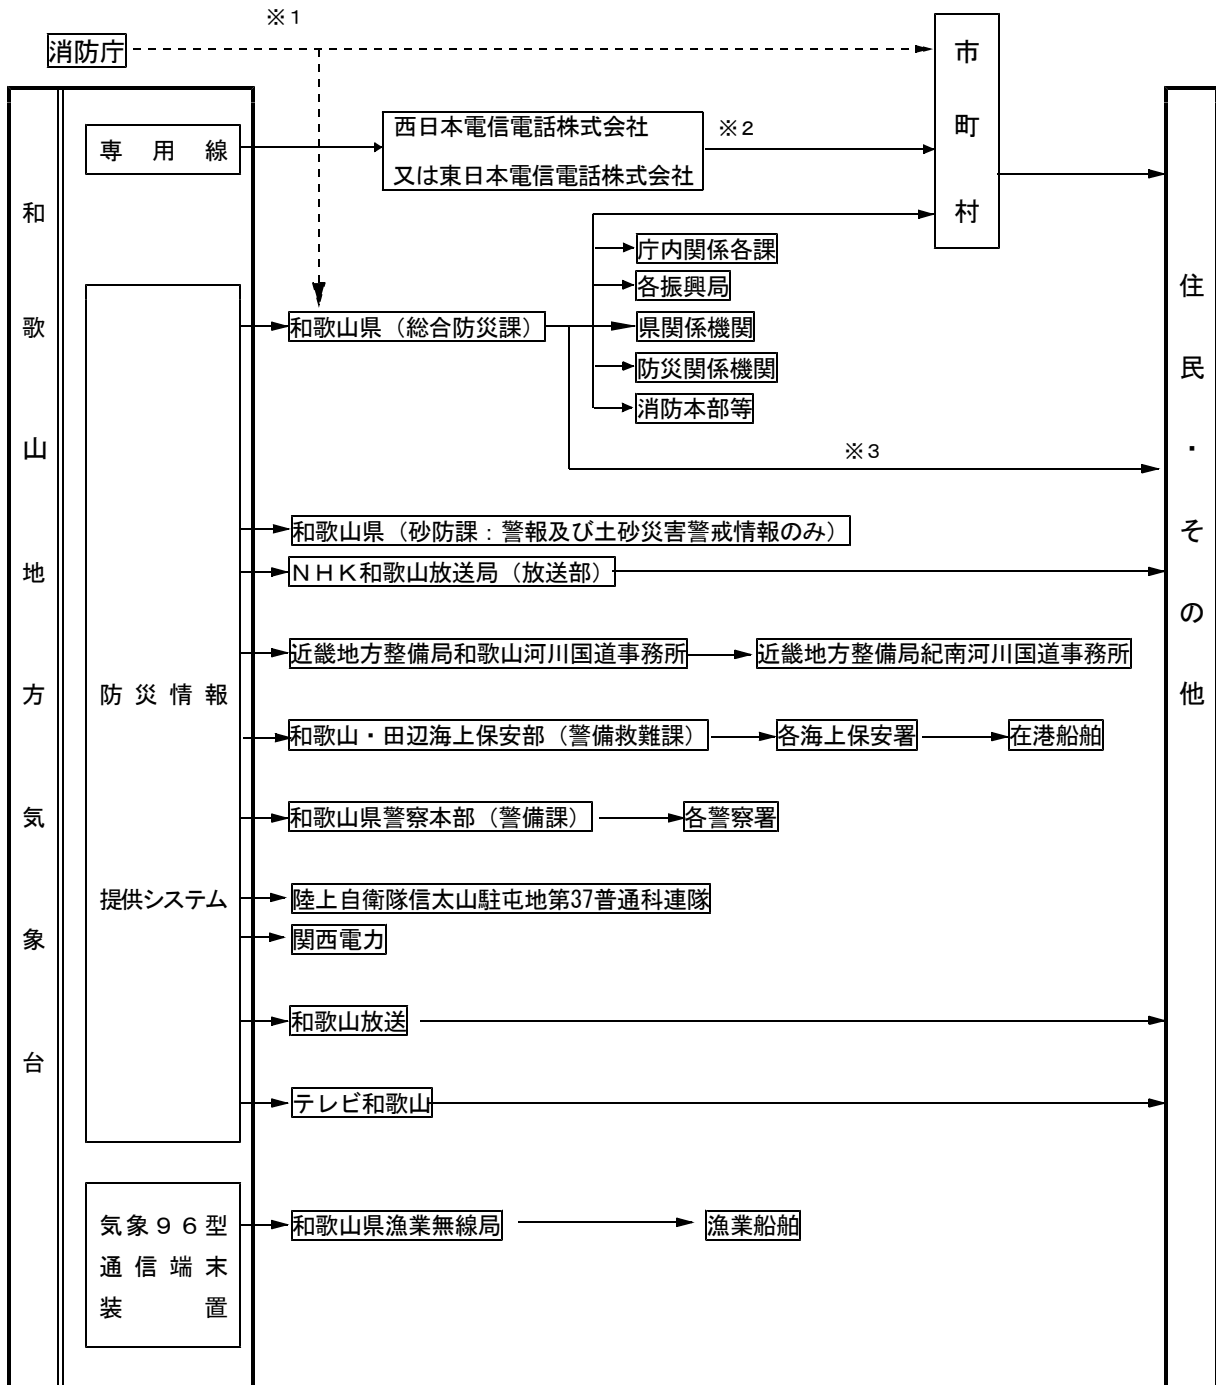 ※１
消防庁
市町村
専用線
西日本電信電話株式会社
又は東日本電信電話株式会社
※２
和歌山地方気象台
庁内関係各課
各振興局
和歌山県（総合防災課）
県関係機関
防災関係機関
消防本部等
※３
住民・その他
和歌山県（砂防課：警報及び土砂災害警戒情報のみ）
ＮＨＫ和歌山放送局（放送部）
近畿地方整備局和歌山河川国道事務所
近畿地方整備局紀南河川国道事務所
防災情報
提供システム
和歌山・田辺海上保安部（警備救難課）
各海上保安署
在港船舶
和歌山県警察本部（警備課）
各警察署
陸上自衛隊信太山駐屯地第37普通科連隊
関西電力
和歌山放送
テレビ和歌山
気象９６型
通信端末
装置
和歌山県漁業無線局
漁業船舶